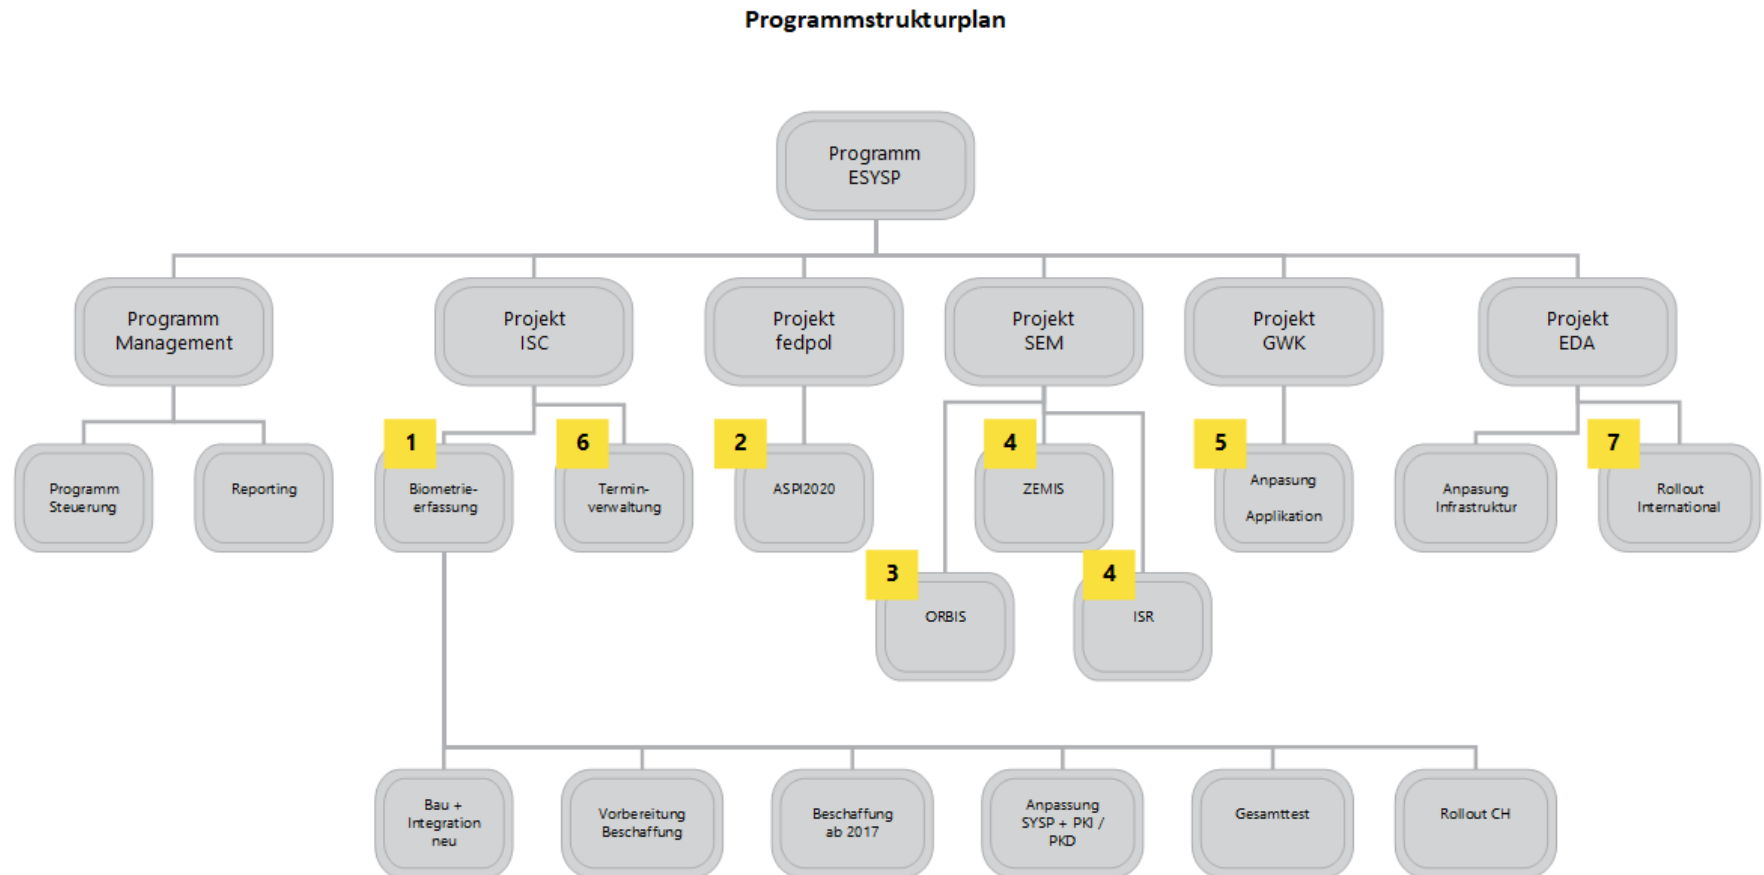 Programmstrukturplan
Programm
ESYSP
Programm
Management
Projekt
ISC
Projekt
fedpol
Projekt
SEM
Projekt
GWK
Projekt
EDA
Programm
Steuerung
Reporting
1
Biometrie-
erfassung
6
Termin-
verwaltung
2
ASPI2020
4
ZEMIS
5
Anpasung
Applikation
Anpasung
Infrastruktur
7
Rollout
International
3
ORBIS
4
ISR
Bau +
Integration
neu
Vorbereitung
Beschaffung
Beschaffung
ab 2017
Anpassung
SYSP + PKI /
PKD
Gesamttest
Rollout CH